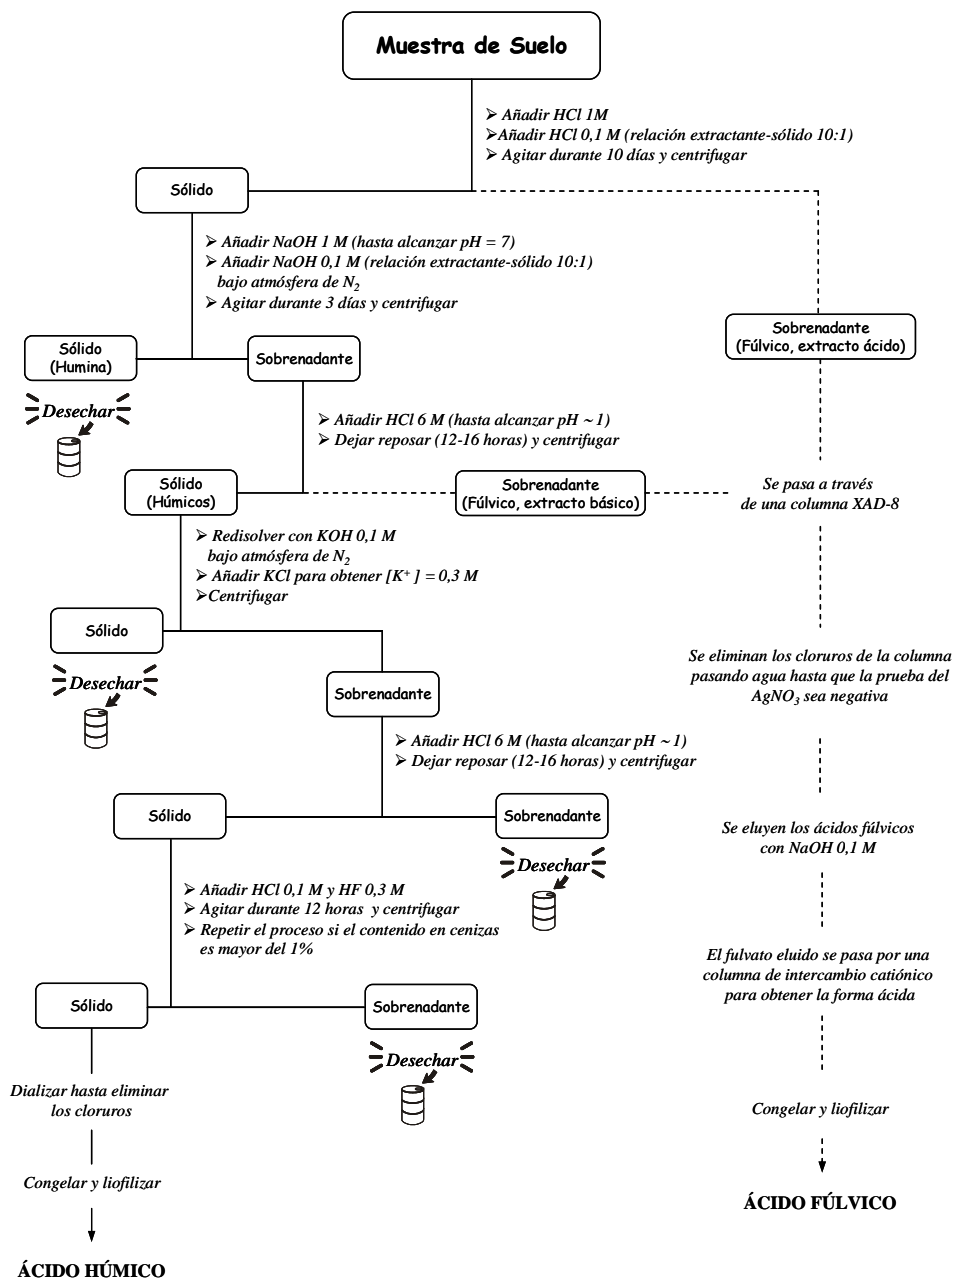 Muestra de Suelo
➢ Añadir HCl 1M
➢Añadir HCl 0,1 M (relación extractante-sólido 10:1)
➢ Agitar durante 10 días y centrifugar
Sólido
➢ Añadir NaOH 1 M (hasta alcanzar pH = 7)
➢ Añadir NaOH 0,1 M (relación extractante-sólido 10:1)
bajo atmósfera de N₂
➢ Agitar durante 3 días y centrifugar
Sobrenadante
(Fúlvico, extracto ácido)
Sólido
(Humina)
Sobrenadante
Desechar
➢ Añadir HCl 6 M (hasta alcanzar pH ~ 1)
➢ Dejar reposar (12-16 horas) y centrifugar
Sólido
(Húmicos)
Sobrenadante
(Fúlvico, extracto básico)
Se pasa a través
de una columna XAD-8
➢ Redisolver con KOH 0,1 M
bajo atmósfera de N₂
➢ Añadir KCl para obtener [K⁺ ] = 0,3 M
➢Centrifugar
Sólido
Desechar
Sobrenadante
Se eliminan los cloruros de la columna
pasando agua hasta que la prueba del
AgNO₃ sea negativa
➢ Añadir HCl 6 M (hasta alcanzar pH ~ 1)
➢ Dejar reposar (12-16 horas) y centrifugar
Sólido
Sobrenadante
Desechar
Se eluyen los ácidos fúlvicos
con NaOH 0,1 M
➢ Añadir HCl 0,1 M y HF 0,3 M
➢ Agitar durante 12 horas y centrifugar
➢ Repetir el proceso si el contenido en cenizas
es mayor del 1%
El fulvato eluido se pasa por una
columna de intercambio catiónico
para obtener la forma ácida
Sólido
Sobrenadante
Desechar
Dializar hasta eliminar
los cloruros
Congelar y liofilizar
Congelar y liofilizar
ÁCIDO FÚLVICO
ÁCIDO HÚMICO